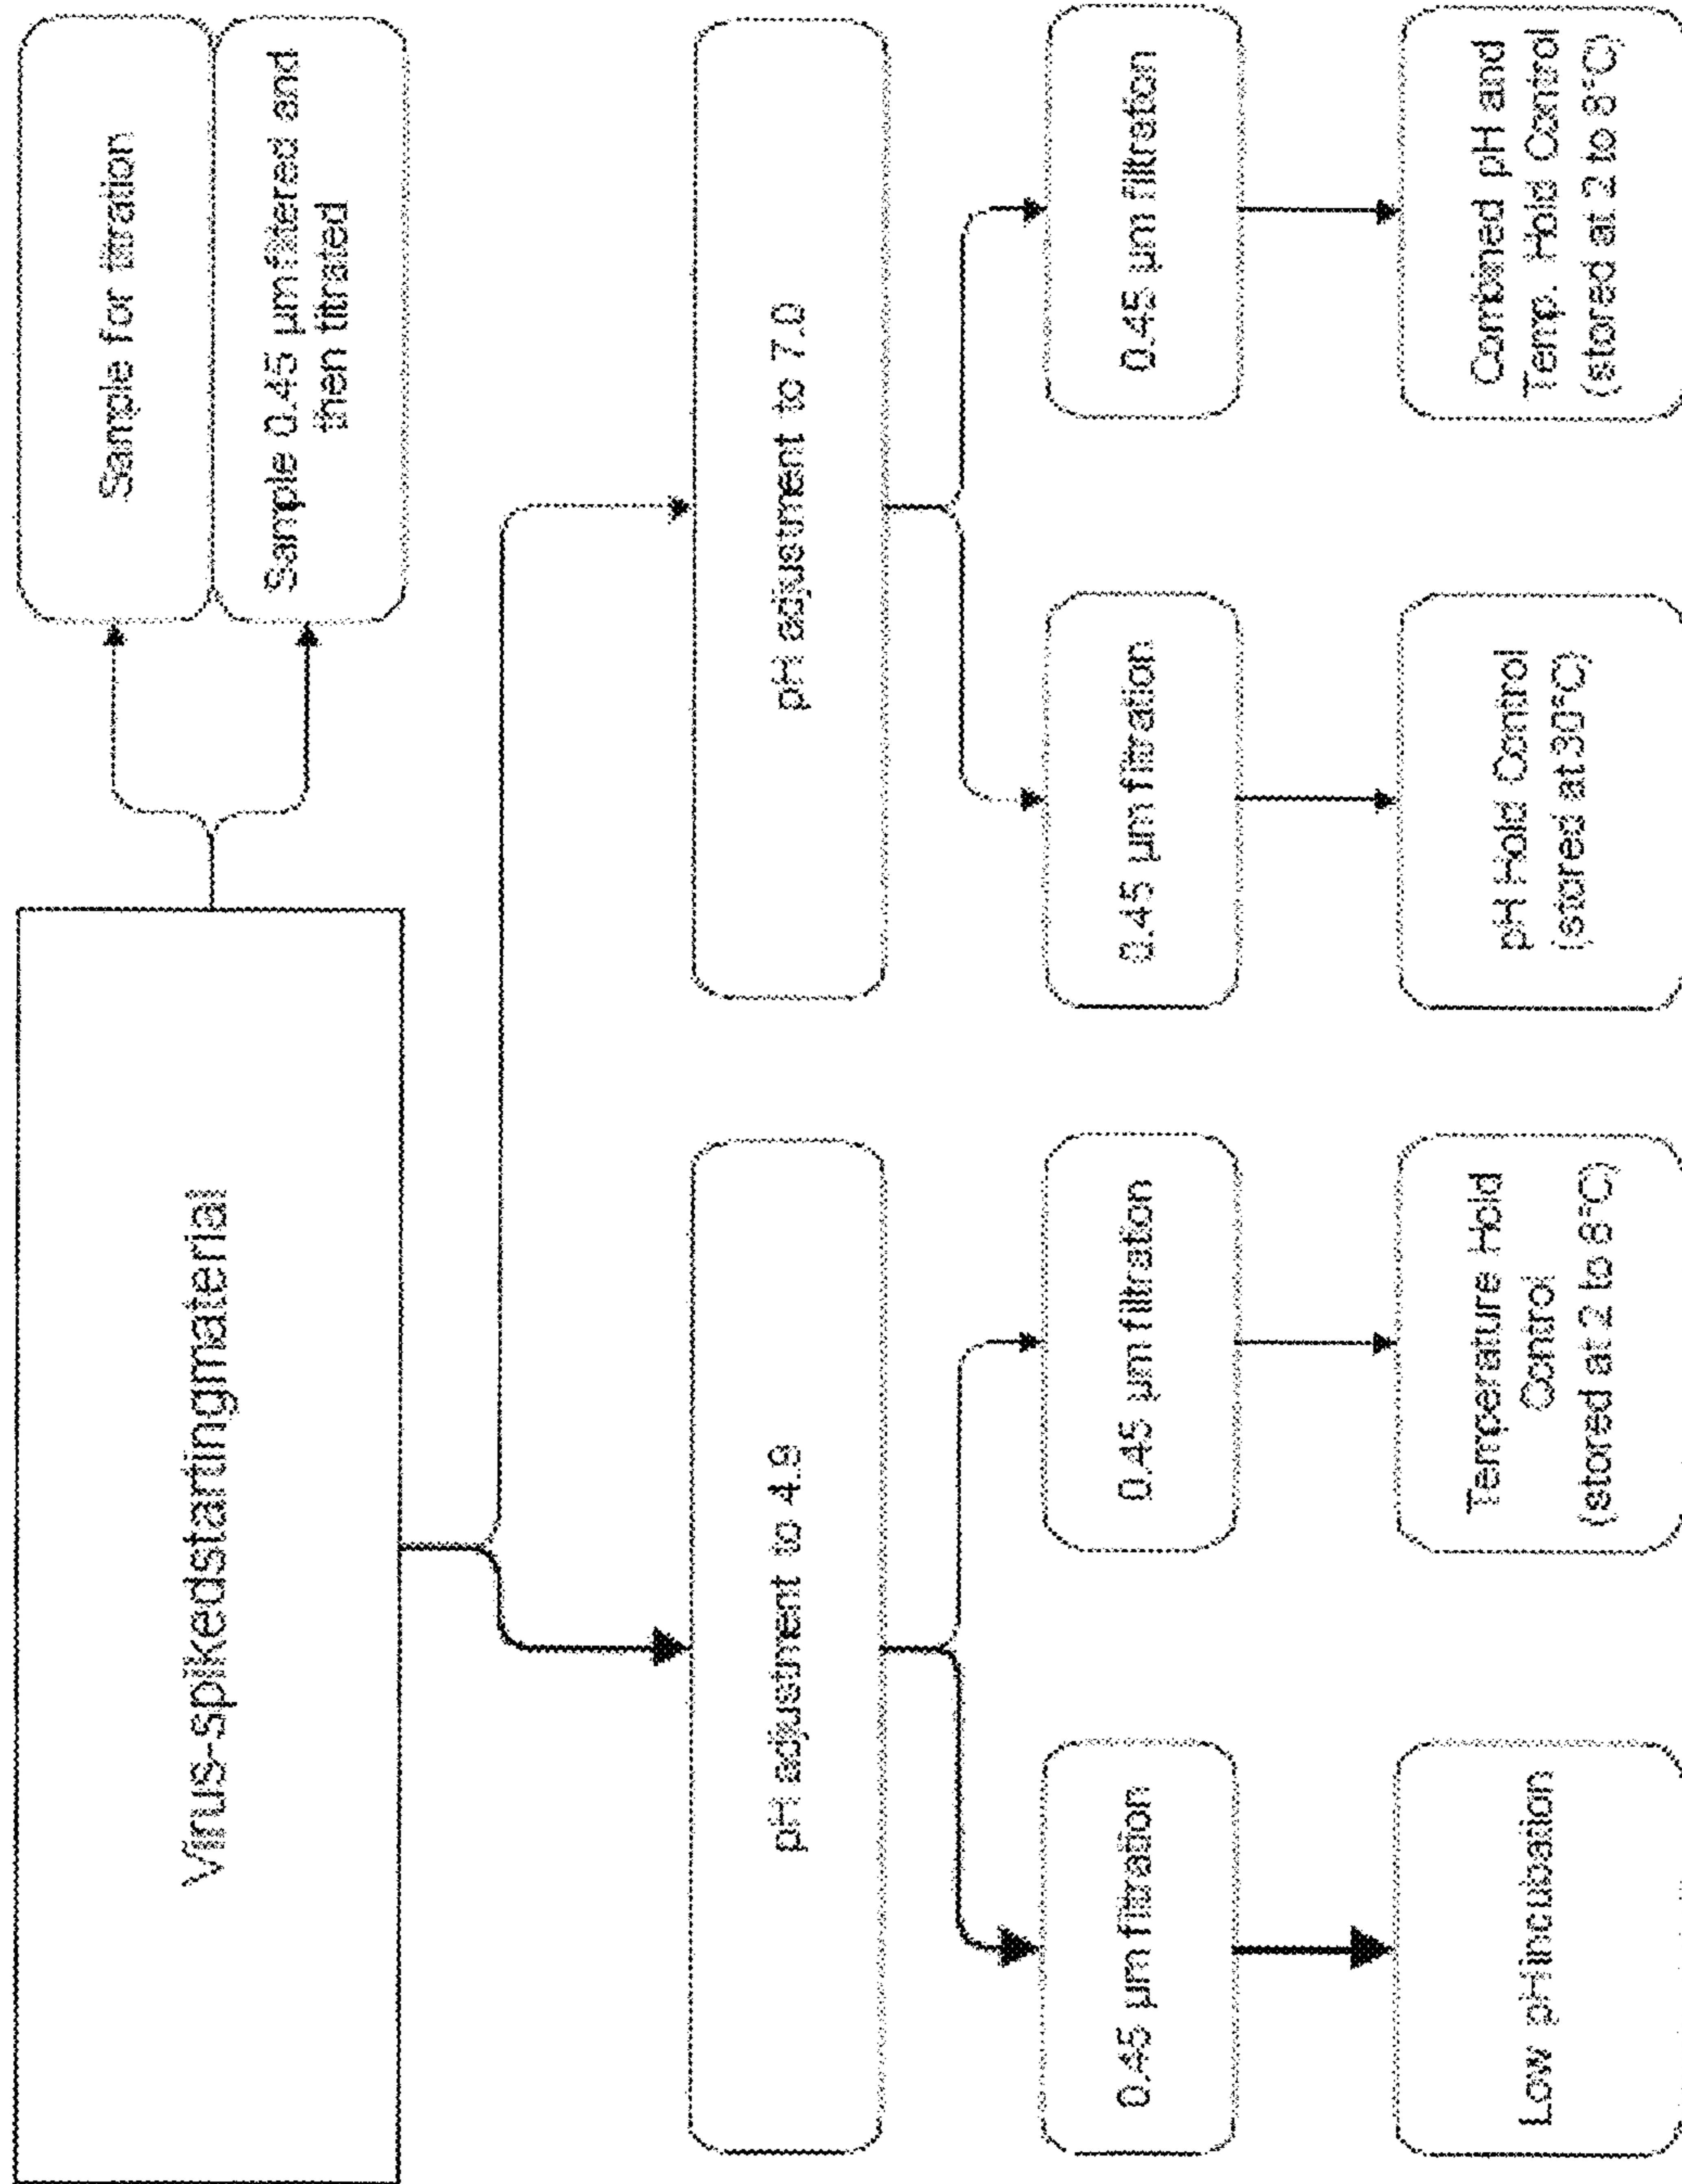 Virus-spikedstartingmaterial
Sample for titration
Sample 0.45 µm filtered and
then titrated
pH adjustment to 4.9
pH adjustment to 7.0
0.45 µm filtration
0.45 µm filtration
0.45 µm filtration
0.45 µm filtration
Low pH incubation
Temperature Hold
Control
(stored at 2 to 8°C)
pH Hold Control
(stored at 30°C)
Combined pH and
Temp. Hold Control
(stored at 2 to 8°C)